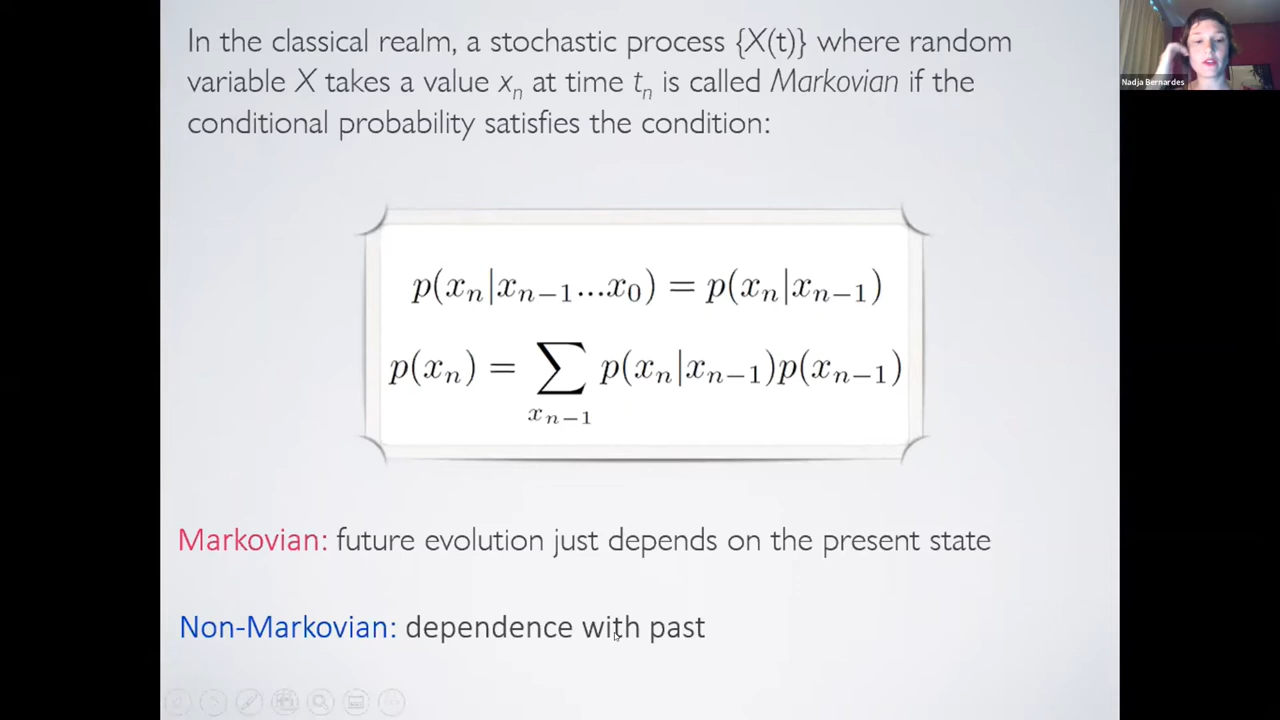 In the classical realm, a stochastic process {X(t)} where random
variable X takes a value xₙ at time tₙ is called Markovian if the
conditional probability satisfies the condition:
Nadja Bernardes
p(xₙ|xₙ₋₁...x₀) = p(xₙ|xₙ₋₁)
p(xₙ) = ∑ p(xₙ|xₙ₋₁)p(xₙ₋₁)
xₙ₋₁
Markovian: future evolution just depends on the present state
Non-Markovian: dependence with past